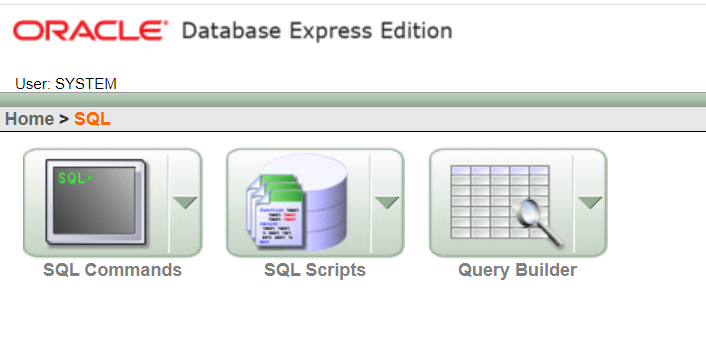 ORACLE® Database Express Edition
User: SYSTEM
Home > SQL
SQL>
SQL Commands
SQL Scripts
Query Builder